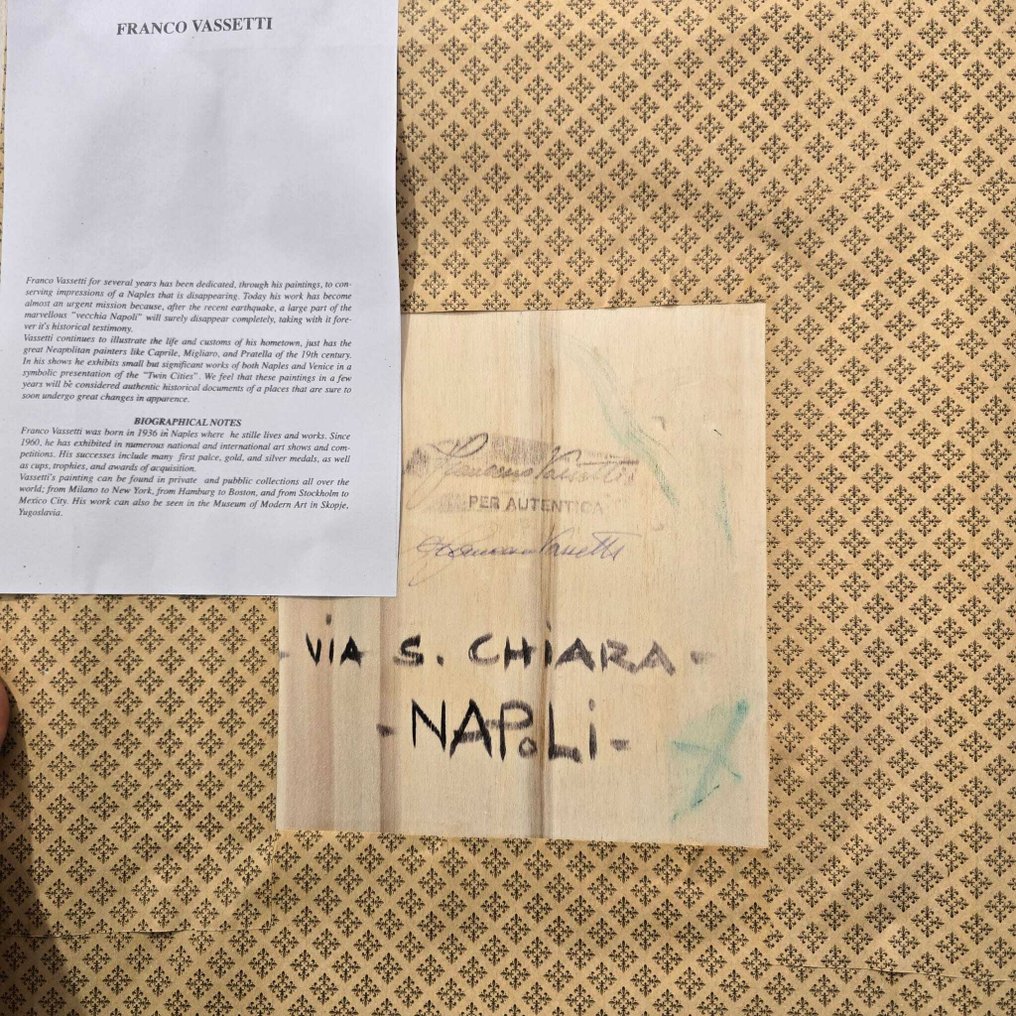 FRANCO VASSETTI
Franco Vassetti for several years has been dedicated, through his paintings, to con-
serving impressions of a Naples that is disappearing. Today his work has become
almost an urgent mission because, after the recent earthquake, a large part of the
marvellous "vecchia Napoli" will surely disappear completely, taking with it fore-
ver it's historical testimony.
Vassetti continues to illustrate the life and customs of his hometown, just has the
great Neapolitan painters like Caprile, Migliaro, and Pratella of the 19th century.
In his shows he exhibits small but significant works of both Naples and Venice in a
symbolic presentation of the "Twin Cities". We feel that these paintings in a few
years will be considered authentic historical documents of a places that are sure to
soon undergo great changes in apparence.
BIOGRAPHICAL NOTES
Franco Vassetti was born in 1936 in Naples where he stille lives and works. Since
1960, he has exhibited in numerous national and international art shows and com-
petitions. His successes include many first palce, gold, and silver medals, as well
as cups, trophies, and awards of acquisition.
Vassetti's painting can be found in private and pubblic collections all over the
world; from Milano to New York, from Hamburg to Boston, and from Stockholm to
Mexico City. His work can also be seen in the Museum of Modern Art in Skopje,
Yugoslavia.
Vassetti
PER AUTENTICA
Vassetti
- VIA S. CHIARA -
- NAPOLI -